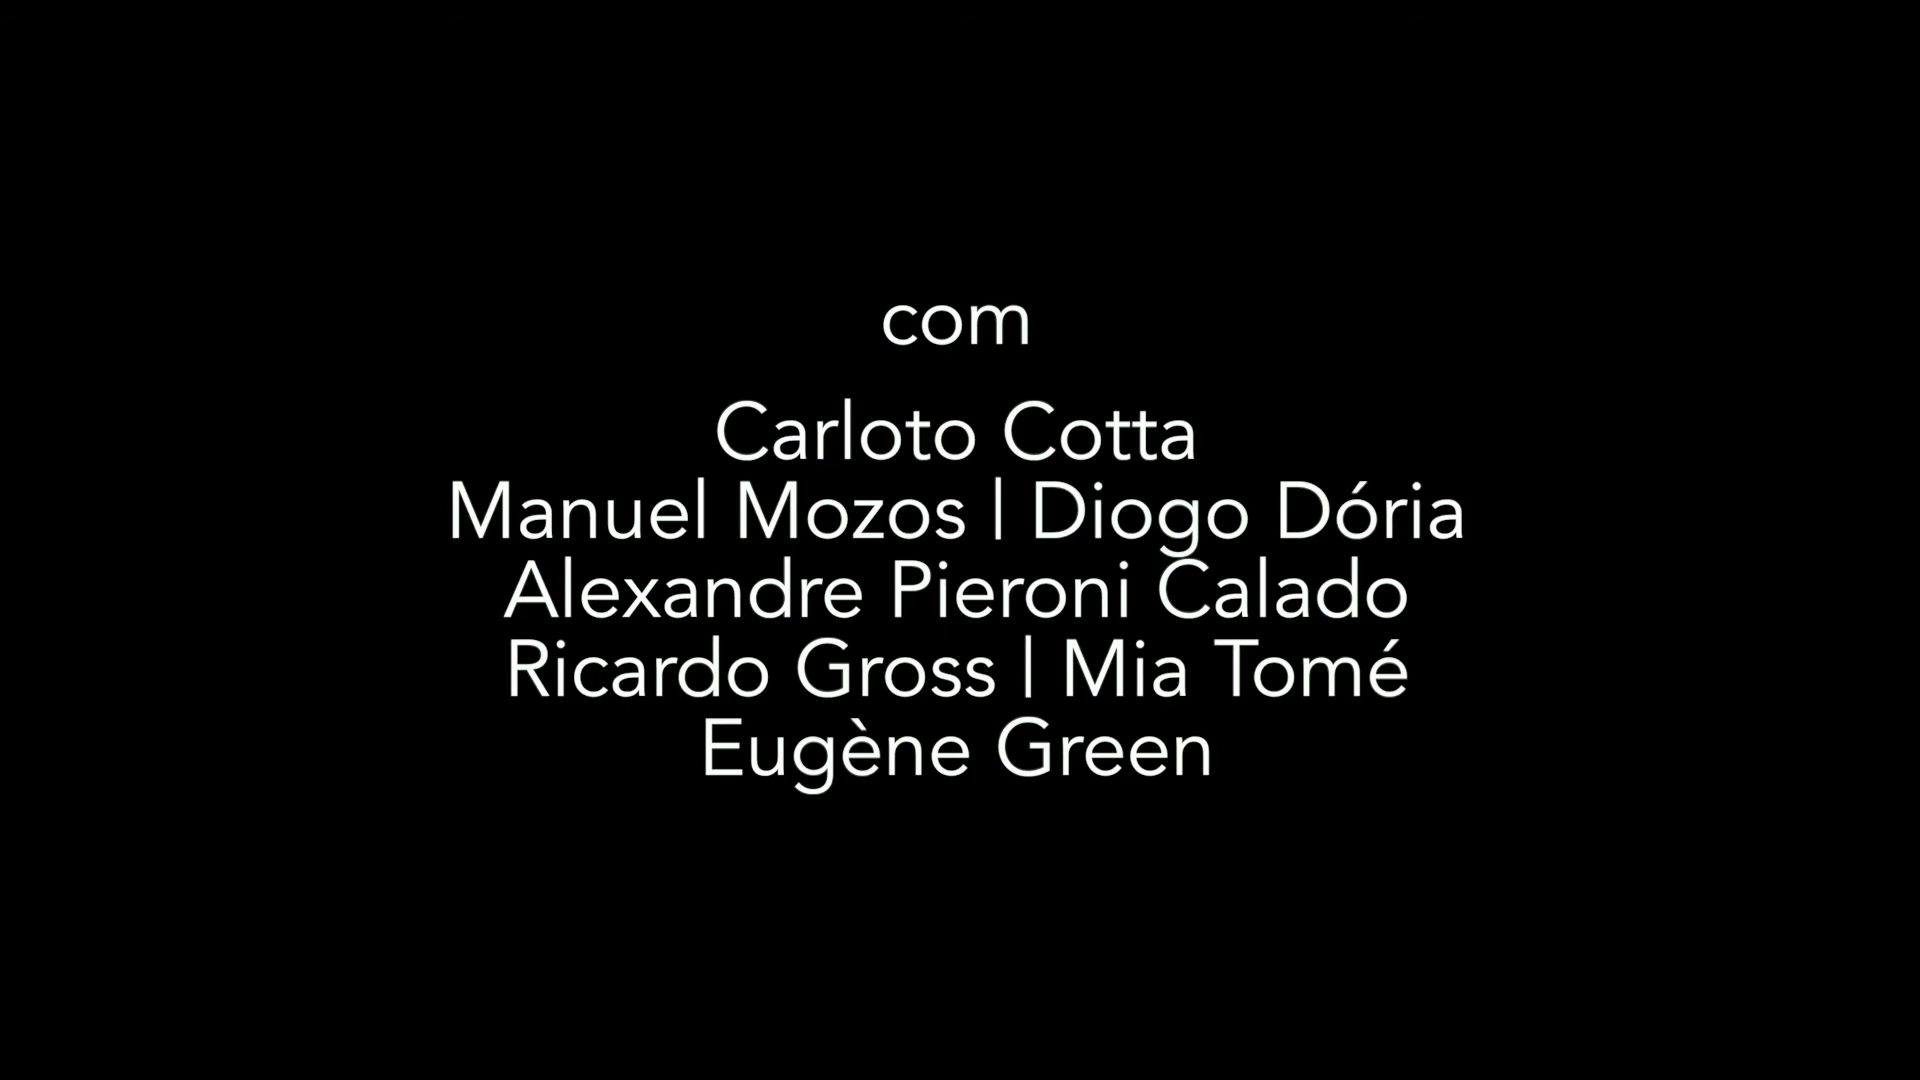 com
Carloto Cotta
Manuel Mozos | Diogo Dória
Alexandre Pieroni Calado
Ricardo Gross | Mia Tomé
Eugène Green